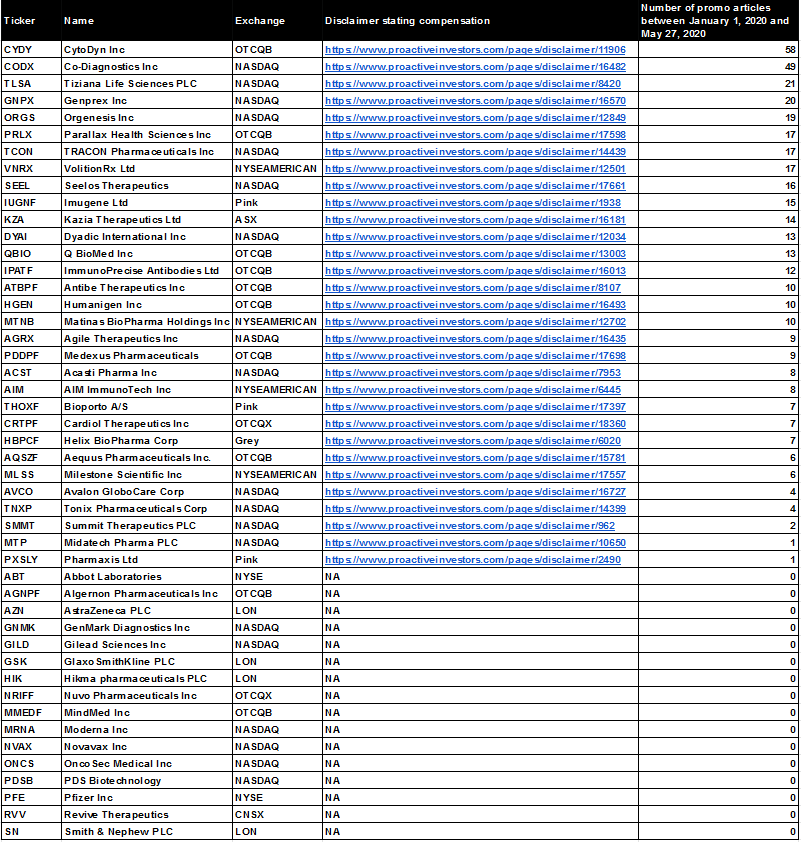 Ticker Name Exchange Disclaimer stating compensation Number of promo articles between January 1, 2020 and May 27, 2020
CYDY CytoDyn Inc OTCQB https://www.proactiveinvestors.com/pages/disclaimer/11906 58
CODX Co-Diagnostics Inc NASDAQ https://www.proactiveinvestors.com/pages/disclaimer/16482 49
TLSA Tiziana Life Sciences PLC NASDAQ https://www.proactiveinvestors.com/pages/disclaimer/8420 21
GNPX Genprex Inc NASDAQ https://www.proactiveinvestors.com/pages/disclaimer/16570 20
ORGS Orgenesis Inc NASDAQ https://www.proactiveinvestors.com/pages/disclaimer/12849 19
PRLX Parallax Health Sciences Inc OTCQB https://www.proactiveinvestors.com/pages/disclaimer/17598 17
TCON TRACON Pharmaceuticals Inc NASDAQ https://www.proactiveinvestors.com/pages/disclaimer/14439 17
VNRX VolitionRx Ltd NYSEAMERICAN https://www.proactiveinvestors.com/pages/disclaimer/12501 17
SEEL Seelos Therapeutics NASDAQ https://www.proactiveinvestors.com/pages/disclaimer/17661 16
IUGNF Imugene Ltd Pink https://www.proactiveinvestors.com/pages/disclaimer/1938 15
KZA Kazia Therapeutics Ltd ASX https://www.proactiveinvestors.com/pages/disclaimer/16181 14
DYAI Dyadic International Inc NASDAQ https://www.proactiveinvestors.com/pages/disclaimer/12034 13
QBIO Q BioMed Inc OTCQB https://www.proactiveinvestors.com/pages/disclaimer/13003 13
IPATF ImmunoPrecise Antibodies Ltd OTCQB https://www.proactiveinvestors.com/pages/disclaimer/16013 12
ATBPF Antibe Therapeutics Inc OTCQB https://www.proactiveinvestors.com/pages/disclaimer/8107 10
HGEN Humanigen Inc OTCQB https://www.proactiveinvestors.com/pages/disclaimer/16493 10
MTNB Matinas BioPharma Holdings Inc NYSEAMERICAN https://www.proactiveinvestors.com/pages/disclaimer/12702 10
AGRX Agile Therapeutics Inc NASDAQ https://www.proactiveinvestors.com/pages/disclaimer/16435 9
PDDPF Medexus Pharmaceuticals OTCQB https://www.proactiveinvestors.com/pages/disclaimer/17698 9
ACST Acasti Pharma Inc NASDAQ https://www.proactiveinvestors.com/pages/disclaimer/7953 8
AIM AIM ImmunoTech Inc NYSEAMERICAN https://www.proactiveinvestors.com/pages/disclaimer/6445 8
THOXF Bioporto A/S Pink https://www.proactiveinvestors.com/pages/disclaimer/17397 7
CRTPF Cardiol Therapeutics Inc OTCQX https://www.proactiveinvestors.com/pages/disclaimer/18360 7
HBPCF Helix BioPharma Corp Grey https://www.proactiveinvestors.com/pages/disclaimer/6020 7
AQSZF Aequus Pharmaceuticals Inc. OTCQB https://www.proactiveinvestors.com/pages/disclaimer/15781 6
MLSS Milestone Scientific Inc NYSEAMERICAN https://www.proactiveinvestors.com/pages/disclaimer/17557 6
AVCO Avalon GloboCare Corp NASDAQ https://www.proactiveinvestors.com/pages/disclaimer/16727 4
TNXP Tonix Pharmaceuticals Corp NASDAQ https://www.proactiveinvestors.com/pages/disclaimer/14399 4
SMMT Summit Therapeutics PLC NASDAQ https://www.proactiveinvestors.com/pages/disclaimer/962 2
MTP Midatech Pharma PLC NASDAQ https://www.proactiveinvestors.com/pages/disclaimer/10650 1
PXSLY Pharmaxis Ltd Pink https://www.proactiveinvestors.com/pages/disclaimer/2490 1
ABT Abbot Laboratories NYSE NA 0
AGNPF Algernon Pharmaceuticals Inc OTCQB NA 0
AZN AstraZeneca PLC LON NA 0
GNMK GenMark Diagnostics Inc NASDAQ NA 0
GILD Gilead Sciences Inc NASDAQ NA 0
GSK GlaxoSmithKline PLC LON NA 0
HIK Hikma pharmaceuticals PLC LON NA 0
NRIFF Nuvo Pharmaceuticals Inc OTCQX NA 0
MMEDF MindMed Inc OTCQB NA 0
MRNA Moderna Inc NASDAQ NA 0
NVAX Novavax Inc NASDAQ NA 0
ONCS OncoSec Medical Inc NASDAQ NA 0
PDSB PDS Biotechnology NASDAQ NA 0
PFE Pfizer Inc NYSE NA 0
RVV Revive Therapeutics CNSX NA 0
SN Smith & Nephew PLC LON NA 0